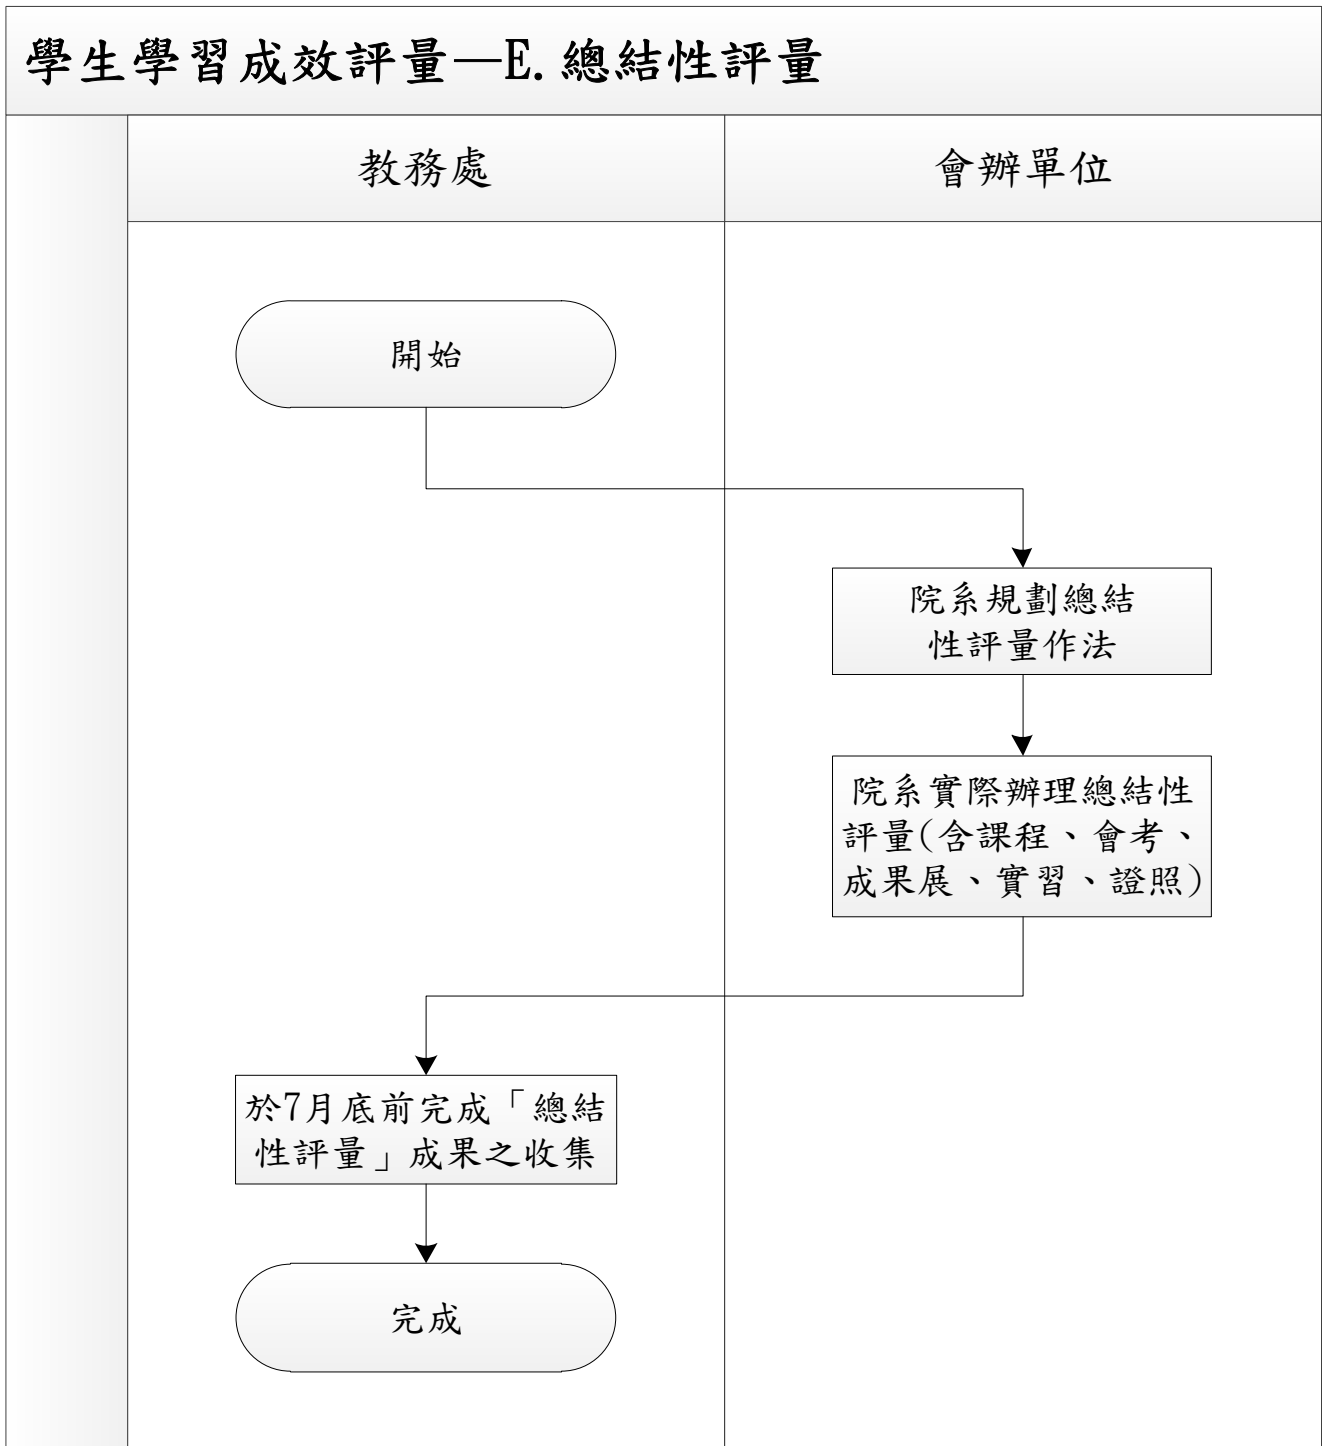 學生學習成效評量—E.總結性評量
教務處
會辦單位
開始
院系規劃總結
性評量作法
院系實際辦理總結性
評量(含課程、會考、
成果展、實習、證照)
於7月底前完成「總結
性評量」成果之收集
完成